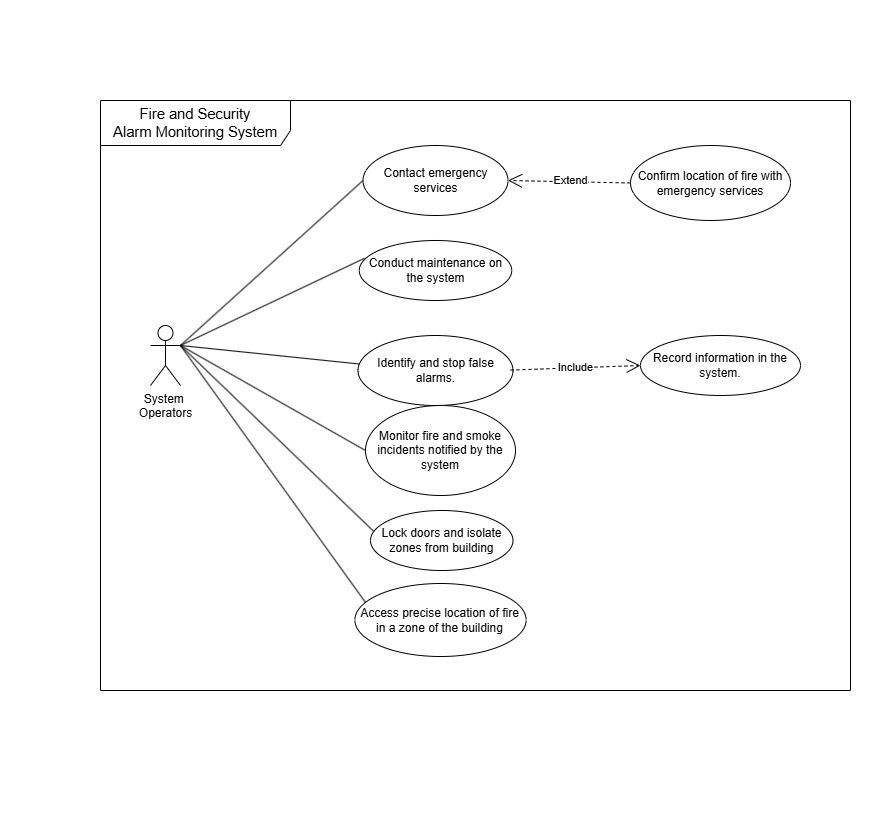 Fire and Security
Alarm Monitoring System
Contact emergency
services
Extend
Confirm location of fire with
emergency services
Conduct maintenance on
the system
System
Operators
Identify and stop false
alarms.
Include
Record information in the
system.
Monitor fire and smoke
incidents notified by the
system
Lock doors and isolate
zones from building
Access precise location of fire
in a zone of the building